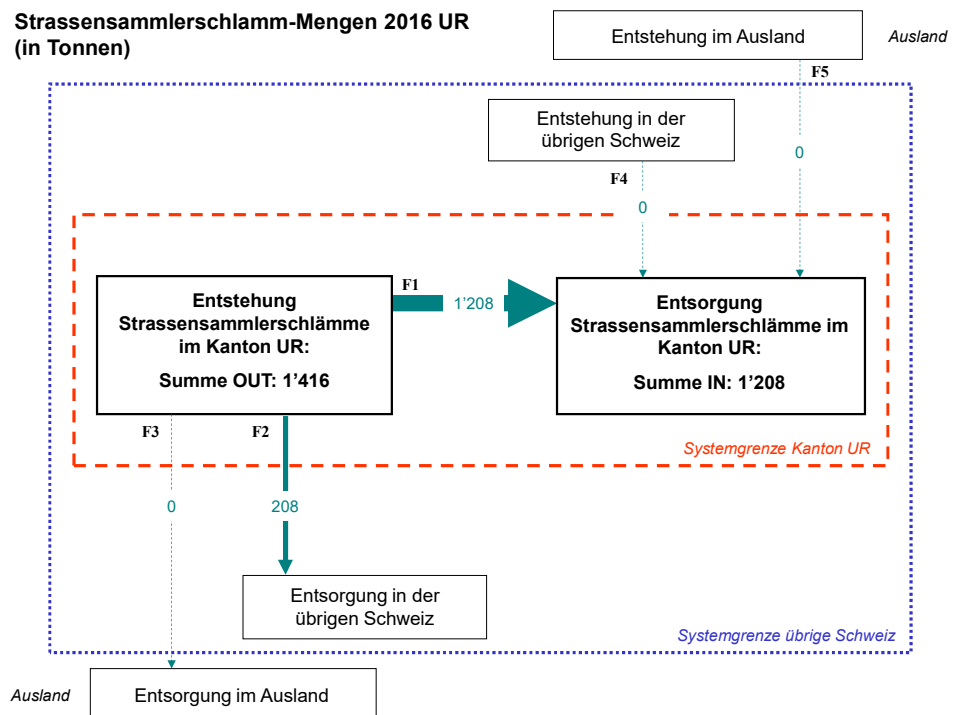 Strassensammlerschlamm-Mengen 2016 UR
(in Tonnen)
Entstehung im Ausland
Ausland
F5
Entstehung in der
übrigen Schweiz
0
F4
0
F1
Entstehung
Strassensammlerschlämme
im Kanton UR:
Summe OUT: 1'416
1'208
Entsorgung
Strassensammlerschlämme im
Kanton UR:
Summe IN: 1'208
F3
F2
Systemgrenze Kanton UR
0
208
Entsorgung in der
übrigen Schweiz
Systemgrenze übrige Schweiz
Ausland
Entsorgung im Ausland